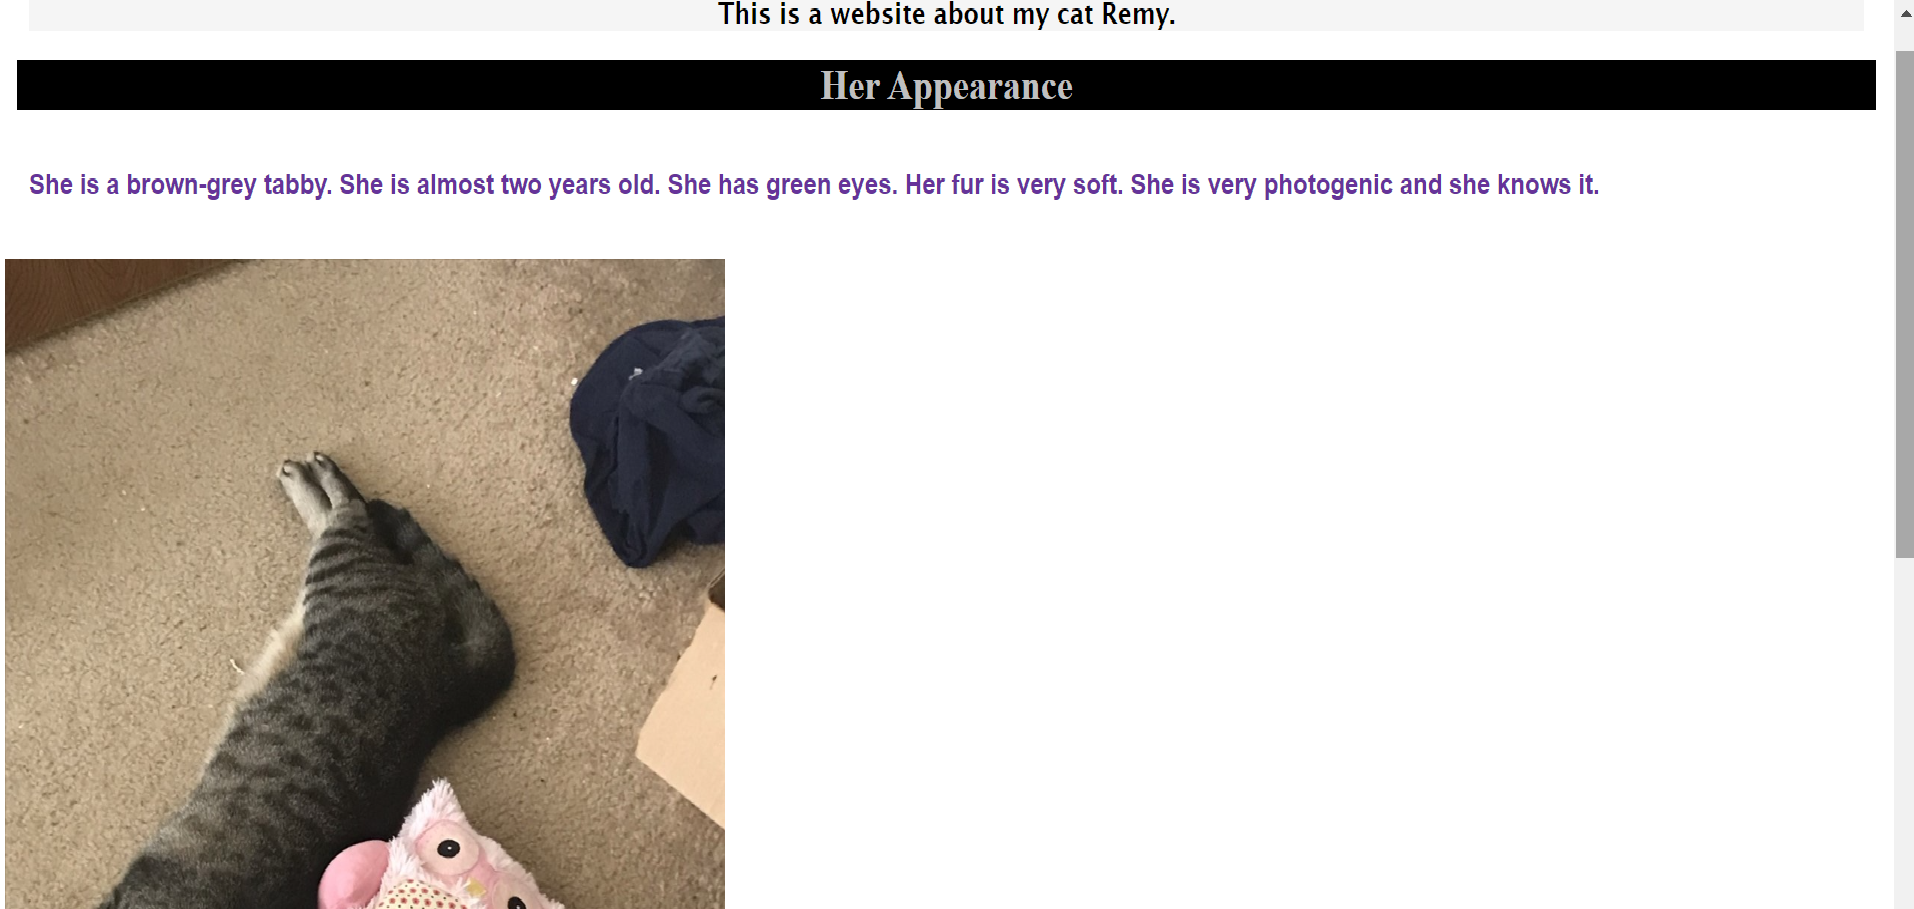 This is a website about my cat Remy.
Her Appearance
She is a brown-grey tabby. She is almost two years old. She has green eyes. Her fur is very soft. She is very photogenic and she knows it.